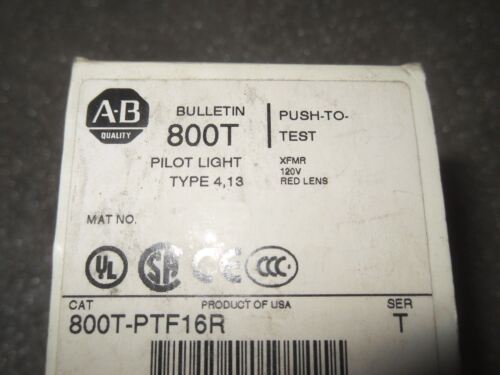 A-B
QUALITY
BULLETIN
800T
PILOT LIGHT
TYPE 4,13
PUSH-TO-
TEST
XFMR
120V
RED LENS
MAT NO.
UL SA CE CCC
CAT PRODUCT OF USA SER
800T-PTF16R T